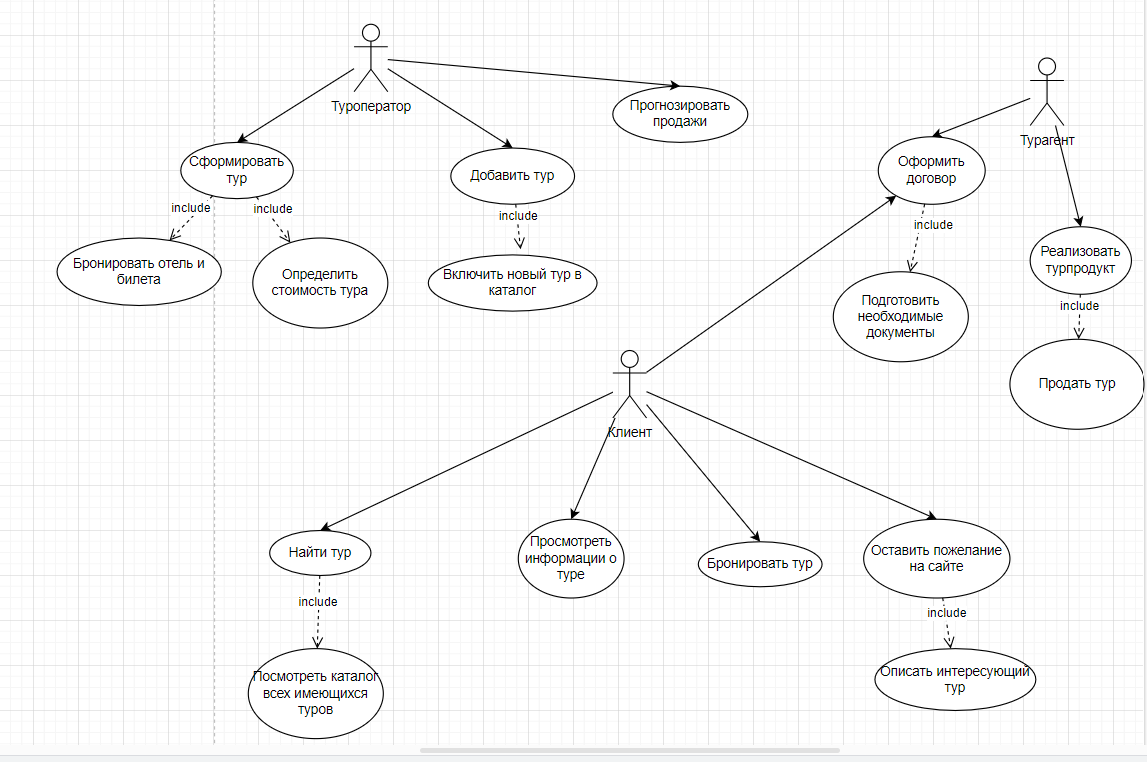 Туроператор
Прогнозировать
продажи
Турагент
Сформировать
тур
Добавить тур
Оформить
договор
include
include
include
include
Бронировать отель и
билета
Определить
стоимость тура
Включить новый тур в
каталог
Реализовать
турпродукт
Подготовить
необходимые
документы
include
Продать тур
Клиент
Найти тур
Просмотреть
информации о
туре
Бронировать тур
Оставить пожелание
на сайте
include
include
Посмотреть каталог
всех имеющихся
туров
Описать интересующий
тур